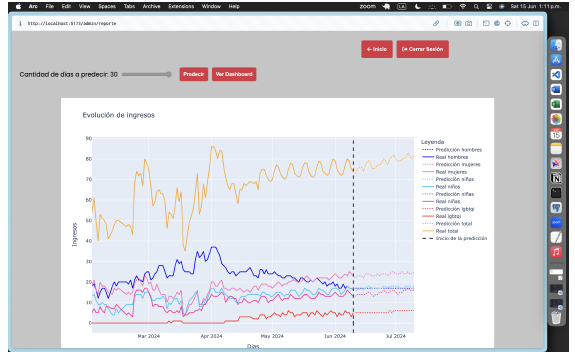 Arc File Edit View Spaces Tabs Archive Extensions Window Help
zoom LA Sat 15 Jun 1:11 p.m.
http://localhost:5173/admin/reporte
Inicio
Cerrar Sesión
Cantidad de días a predecir: 30
Predecir
Ver Dashboard
Evolución de ingresos
Leyenda
Predicción hombres
Real hombres
Predicción mujeres
Real mujeres
Predicción niños
Real niños
Predicción niñas
Real niñas
Predicción lgbtqi
Real lgbtqi
Predicción total
Real total
Inicio de la predicción
Ingresos
90
80
70
60
50
40
30
20
10
0
Mar 2024 Apr 2024 May 2024 Jun 2024 Jul 2024
Días
15
zoom